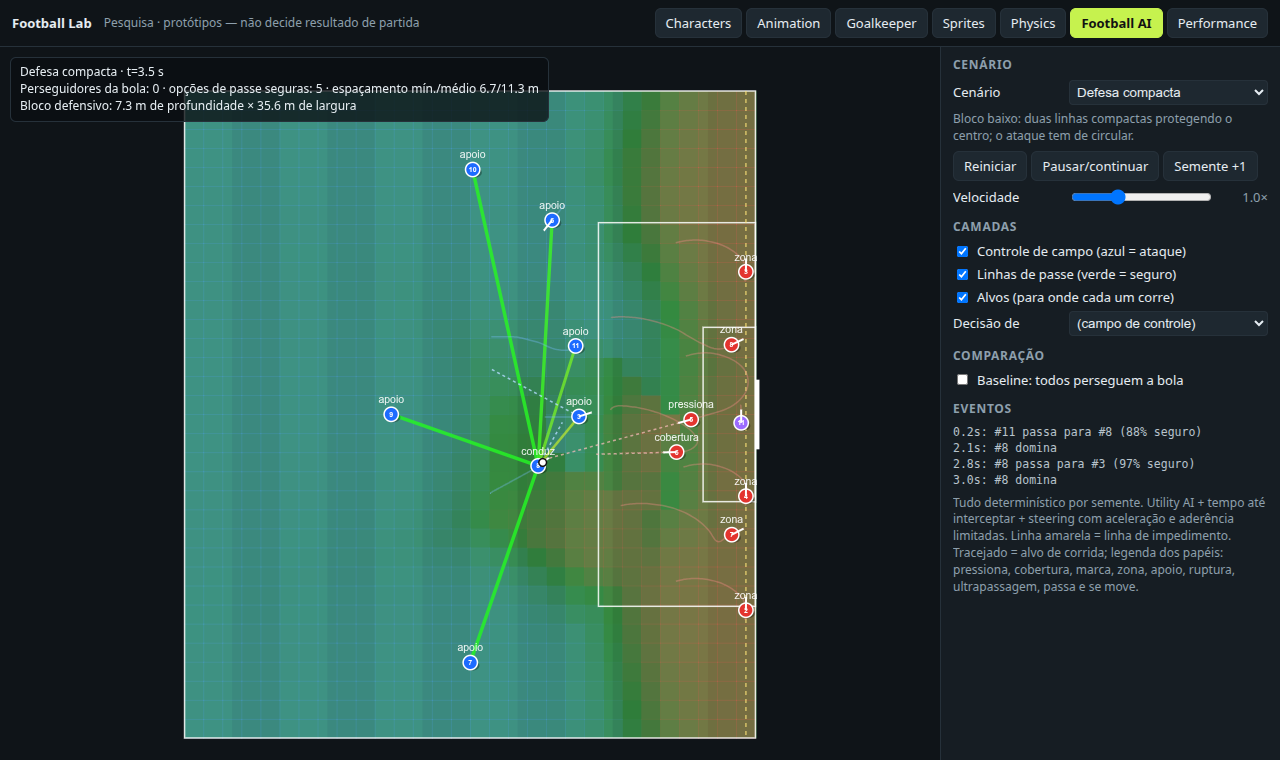 Football Lab
Pesquisa · protótipos — não decide resultado de partida
Characters
Animation
Goalkeeper
Sprites
Physics
Football AI
Performance
Defesa compacta · t=3.5 s
Perseguidores da bola: 0 · opções de passe seguras: 5 · espaçamento mín./médio 6.7/11.3 m
Bloco defensivo: 7.3 m de profundidade × 35.6 m de largura
apoio
10
apoio
zona
zona
apoio
11
apoio
9
apoio
pressiona
cobertura
conduz
zona
zona
zona
2
apoio
7
CENÁRIO
Cenário
Defesa compacta
Bloco baixo: duas linhas compactas protegendo o
centro; o ataque tem de circular.
Reiniciar
Pausar/continuar
Semente +1
Velocidade
1.0×
CAMADAS
Controle de campo (azul = ataque)
Linhas de passe (verde = seguro)
Alvos (para onde cada um corre)
Decisão de
(campo de controle)
COMPARAÇÃO
Baseline: todos perseguem a bola
EVENTOS
0.2s: #11 passa para #8 (88% seguro)
2.1s: #8 domina
2.8s: #8 passa para #3 (97% seguro)
3.0s: #8 domina
Tudo determinístico por semente. Utility AI + tempo até
interceptar + steering com aceleração e aderência
limitadas. Linha amarela = linha de impedimento.
Tracejado = alvo de corrida; legenda dos papéis:
pressiona, cobertura, marca, zona, apoio, ruptura,
ultrapassagem, passa e se move.